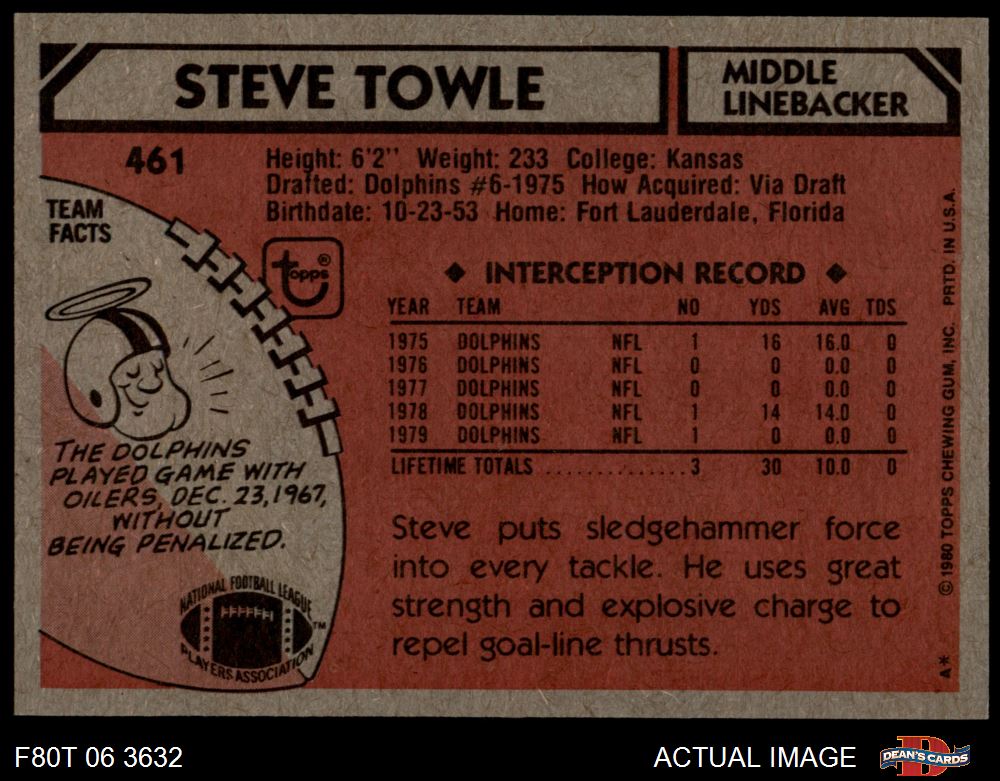 STEVE TOWLE
MIDDLE
LINEBACKER
461
Height: 6'2" Weight: 233 College: Kansas
Drafted: Dolphins #6-1975 How Acquired: Via Draft
Birthdate: 10-23-53 Home: Fort Lauderdale, Florida
TEAM
FACTS
topps®
◆ INTERCEPTION RECORD ◆
YEAR TEAM NO YDS AVG TDS
1975 DOLPHINS NFL 1 16 16.0 0
1976 DOLPHINS NFL 0 0 0.0 0
1977 DOLPHINS NFL 0 0 0.0 0
1978 DOLPHINS NFL 1 14 14.0 0
1979 DOLPHINS NFL 1 0 0.0 0
LIFETIME TOTALS ............. 3 30 10.0 0
THE DOLPHINS
PLAYED GAME WITH
OILERS, DEC. 23, 1967,
WITHOUT
BEING PENALIZED.
Steve puts sledgehammer force
into every tackle. He uses great
strength and explosive charge to
repel goal-line thrusts.
NATIONAL FOOTBALL LEAGUE
PLAYERS ASSOCIATION
TM
A* © 1980 TOPPS CHEWING GUM, INC. PRTD. IN U.S.A.
F80T 06 3632
ACTUAL IMAGE
DEAN'S CARDS